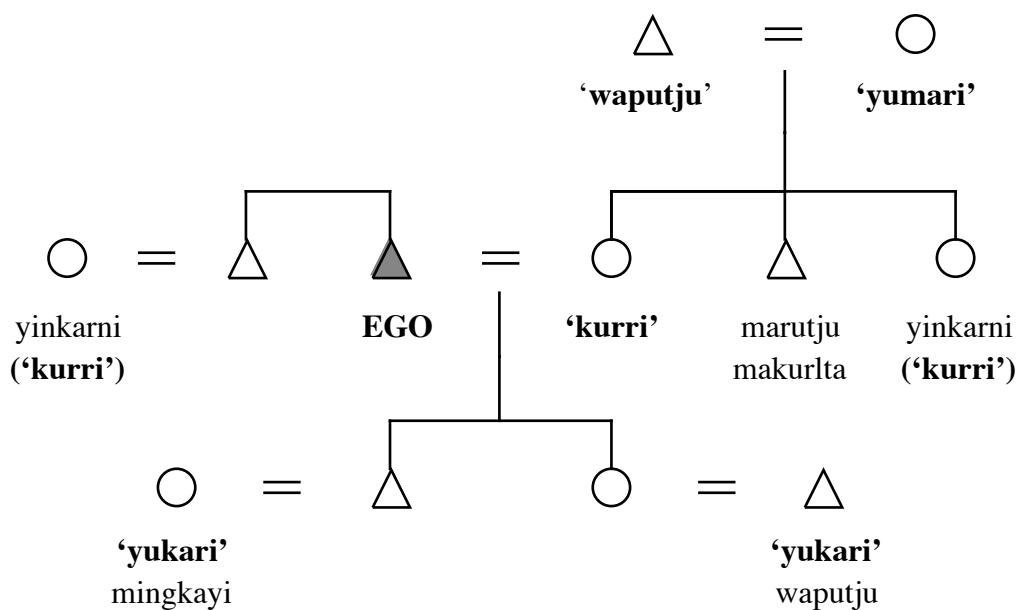 ‘waputju’ ‘yumari’
yinkarni EGO ‘kurri’ marutju yinkarni
(‘kurri’) makurlta (‘kurri’)
‘yukari’ ‘yukari’
mingkayi waputju